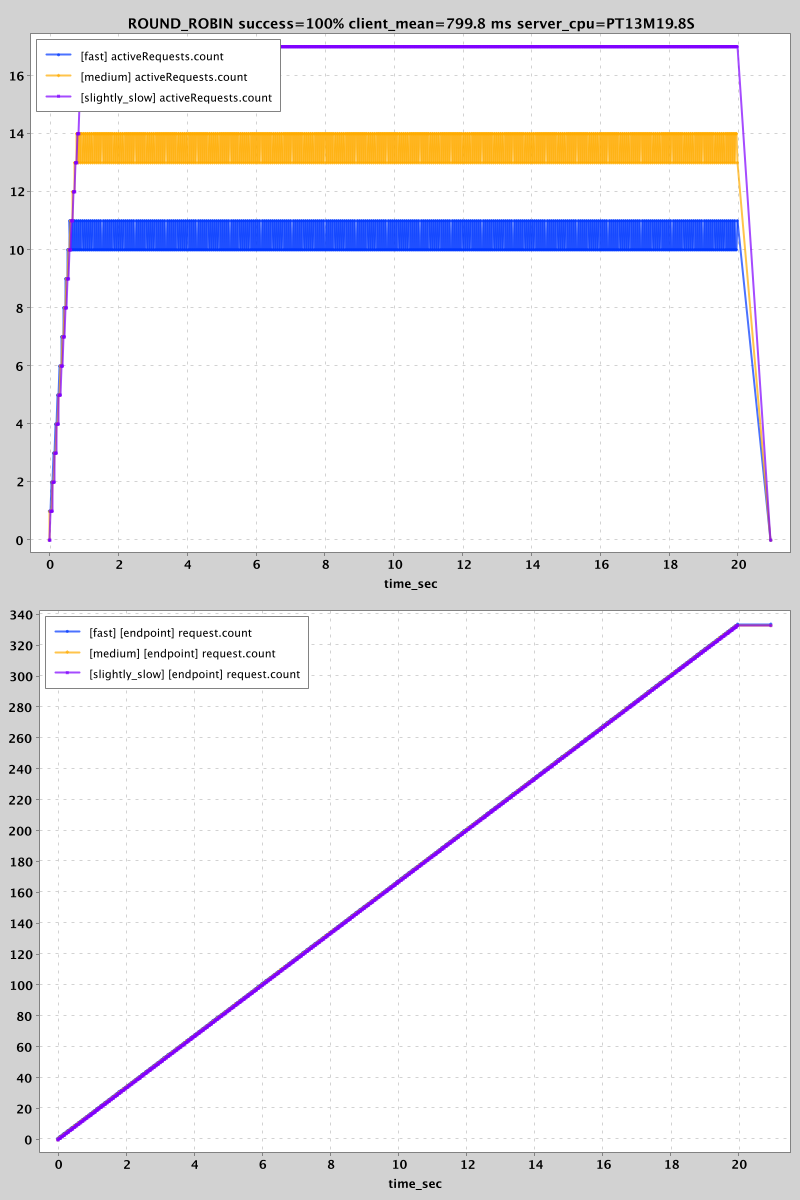 ROUND_ROBIN success=100% client_mean=799.8 ms server_cpu=PT13M19.8S
[fast] activeRequests.count
[medium] activeRequests.count
[slightly_slow] activeRequests.count
16
14
12
10
8
6
4
2
0
0 2 4 6 8 10 12 14 16 18 20
time_sec
340
320
300
280
260
240
220
200
180
160
140
120
100
80
60
40
20
0
[fast] [endpoint] request.count
[medium] [endpoint] request.count
[slightly_slow] [endpoint] request.count
0 2 4 6 8 10 12 14 16 18 20
time_sec